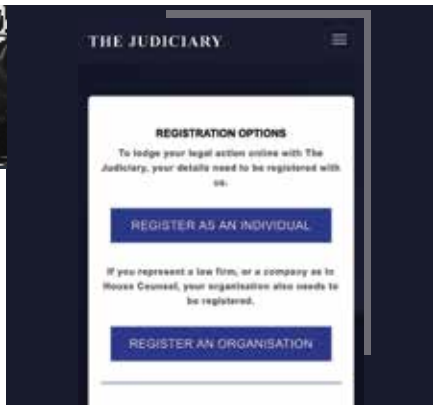 THE JUDICIARY
REGISTRATION OPTIONS
To lodge your legal action online with The
Judiciary, your details need to be registered with
us.
REGISTER AS AN INDIVIDUAL
If you represent a law firm, or a company as In
House Counsel, your organisation also needs to
be registered.
REGISTER AN ORGANISATION